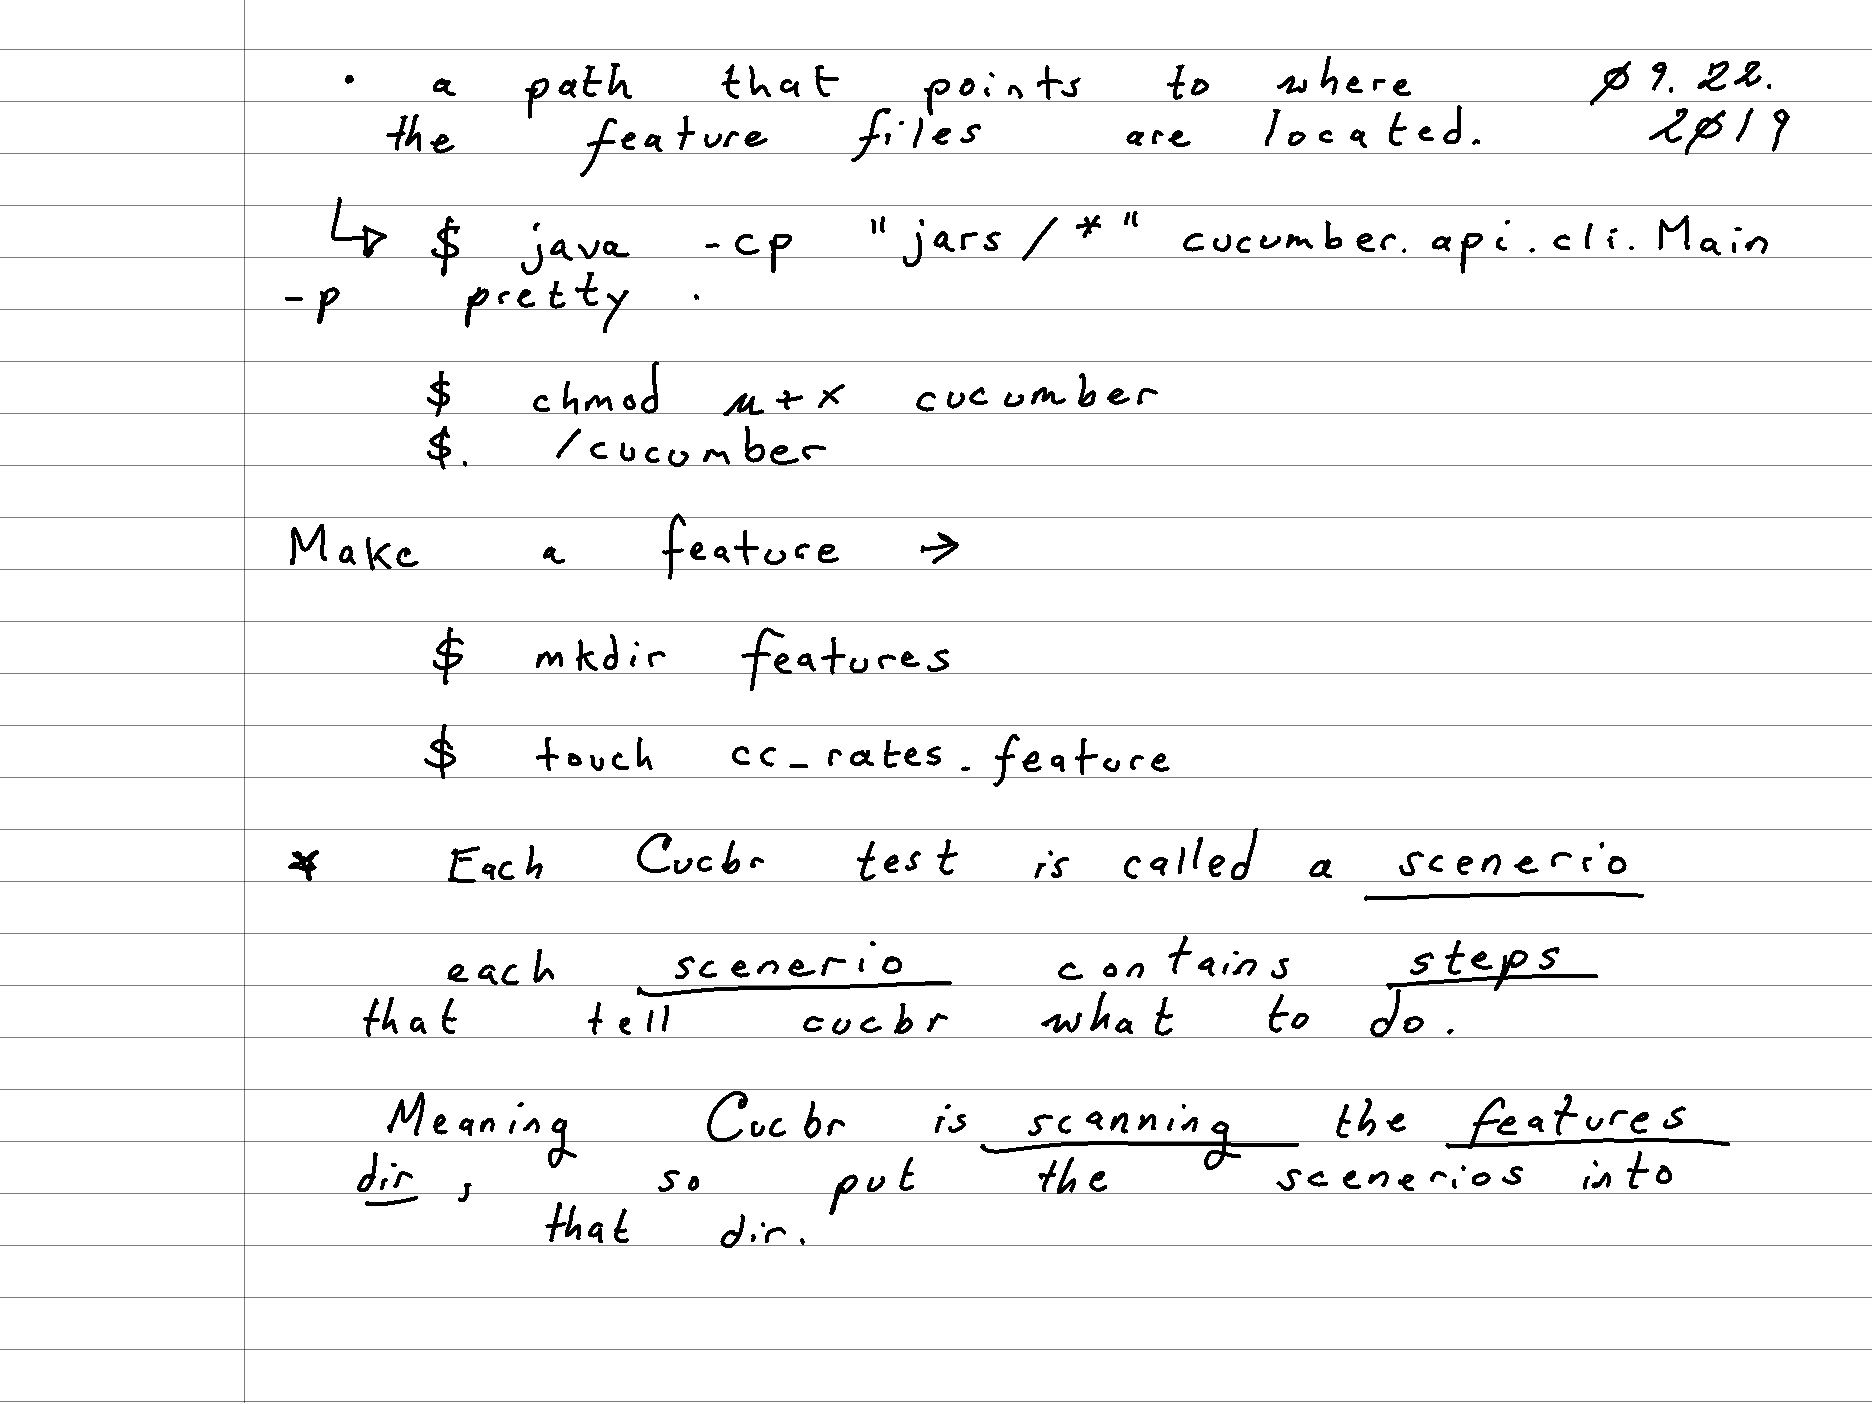 • a path that points to where Ø9.22.
the feature files are located. 2Ø19
↳ $ java -cp "jars/*" cucumber.api.cli.Main
-p pretty .
$ chmod u+x cucumber
$. /cucumber
Make a feature →
$ mkdir features
$ touch cc_rates.feature
* Each Cucbr test is called a scenerio
each scenerio contains steps
that tell cucbr what to do.
Meaning Cucbr is scanning the features
dir, so put the scenerios into
that dir.